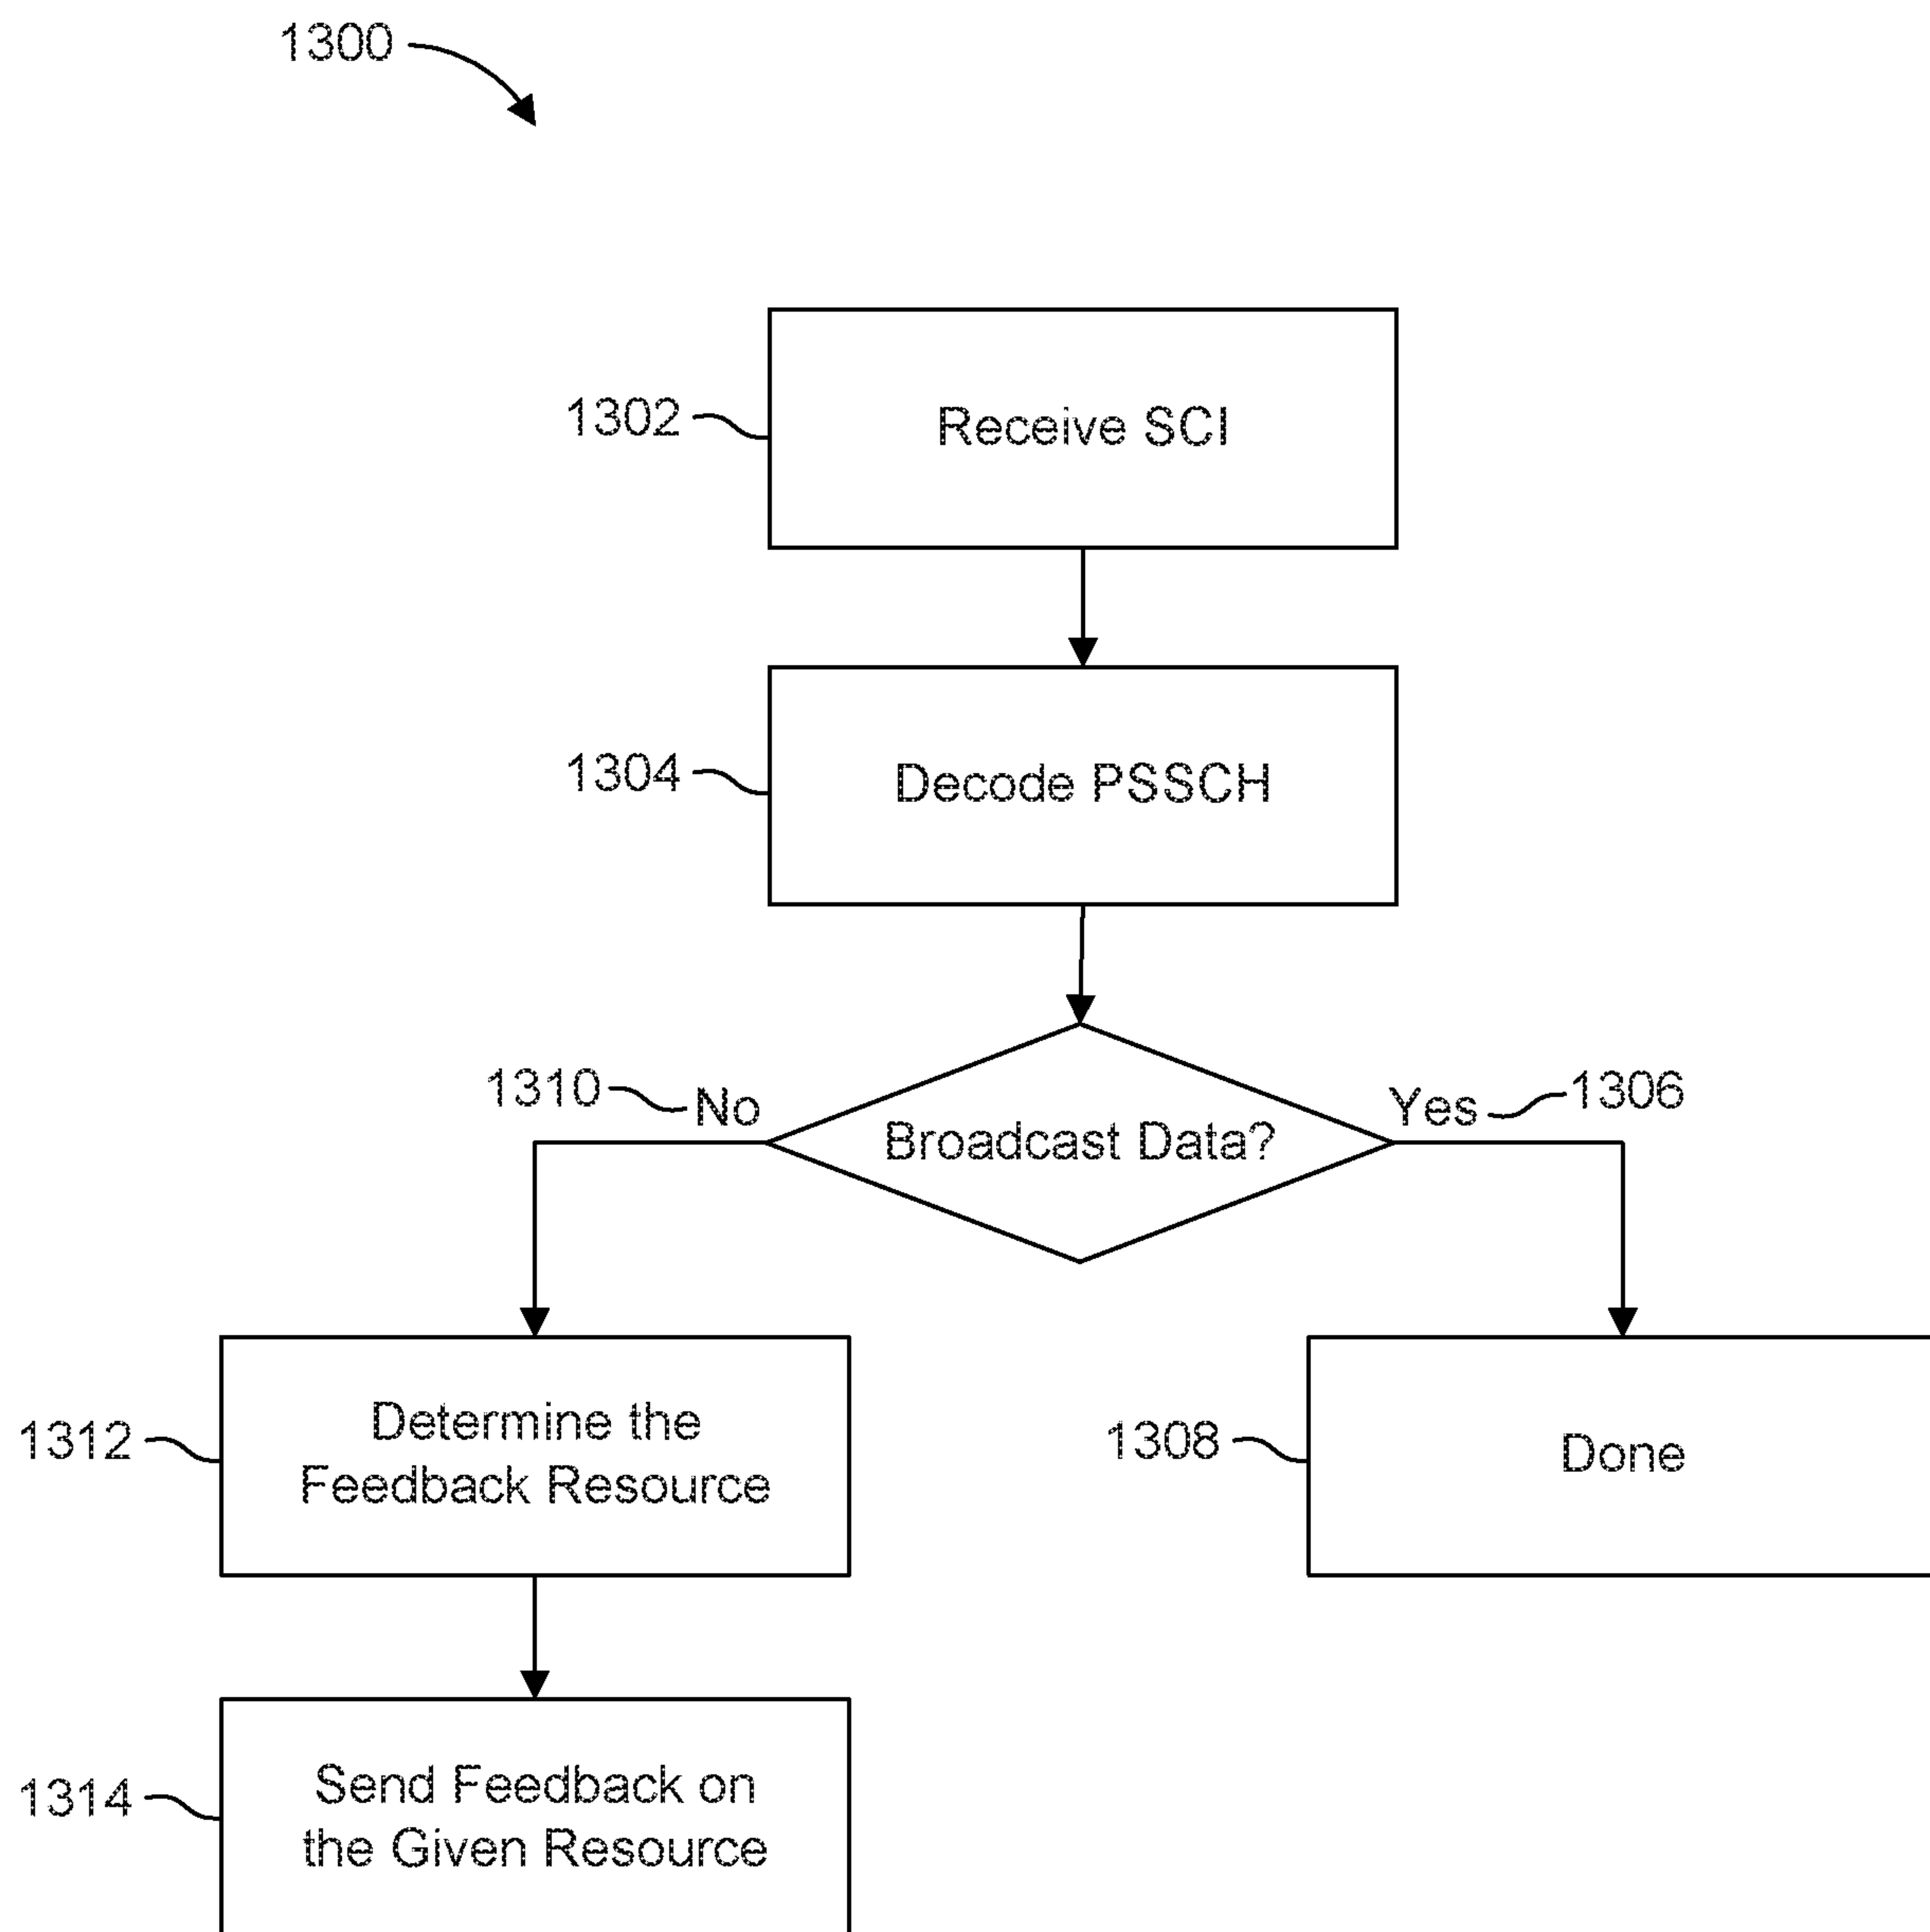 1300
1302
Receive SCI
1304
Decode PSSCH
1310
No
Broadcast Data?
Yes
1306
1312
Determine the
Feedback Resource
1308
Done
1314
Send Feedback on
the Given Resource